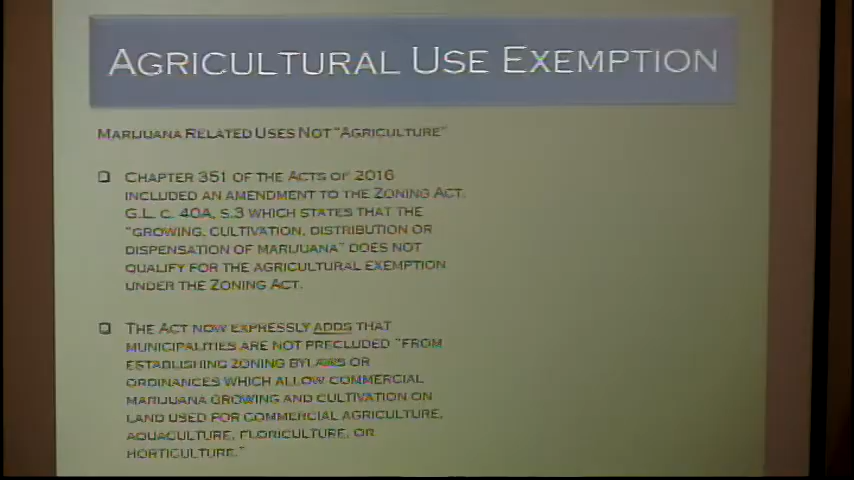 AGRICULTURAL USE EXEMPTION
MARIJUANA RELATED USES NOT "AGRICULTURE"
CHAPTER 351 OF THE ACTS OF 2016
INCLUDED AN AMENDMENT TO THE ZONING ACT,
G.L. C. 40A, S.3 WHICH STATES THAT THE
"GROWING, CULTIVATION, DISTRIBUTION OR
DISPENSATION OF MARIJUANA" DOES NOT
QUALIFY FOR THE AGRICULTURAL EXEMPTION
UNDER THE ZONING ACT.
THE ACT NOW EXPRESSLY ADDS THAT
MUNICIPALITIES ARE NOT PRECLUDED "FROM
ESTABLISHING ZONING BYLAWS OR
ORDINANCES WHICH ALLOW COMMERCIAL
MARIJUANA GROWING AND CULTIVATION ON
LAND USED FOR COMMERCIAL AGRICULTURE,
AQUACULTURE, FLORICULTURE, OR
HORTICULTURE."